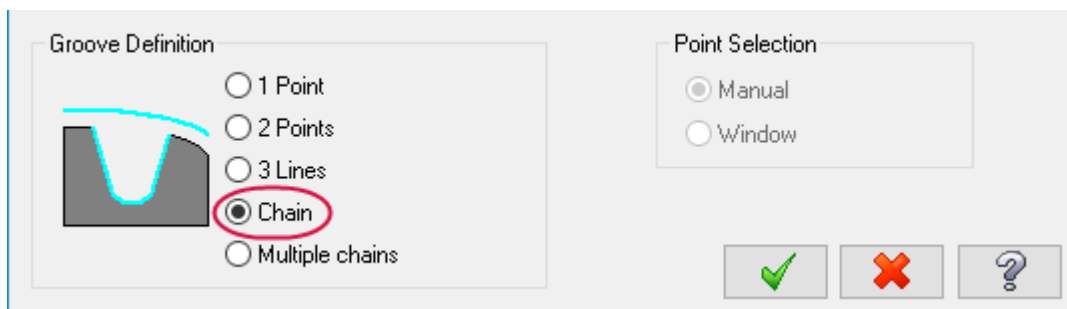 Groove Definition
1 Point
2 Points
3 Lines
Chain
Multiple chains
Point Selection
Manual
Window